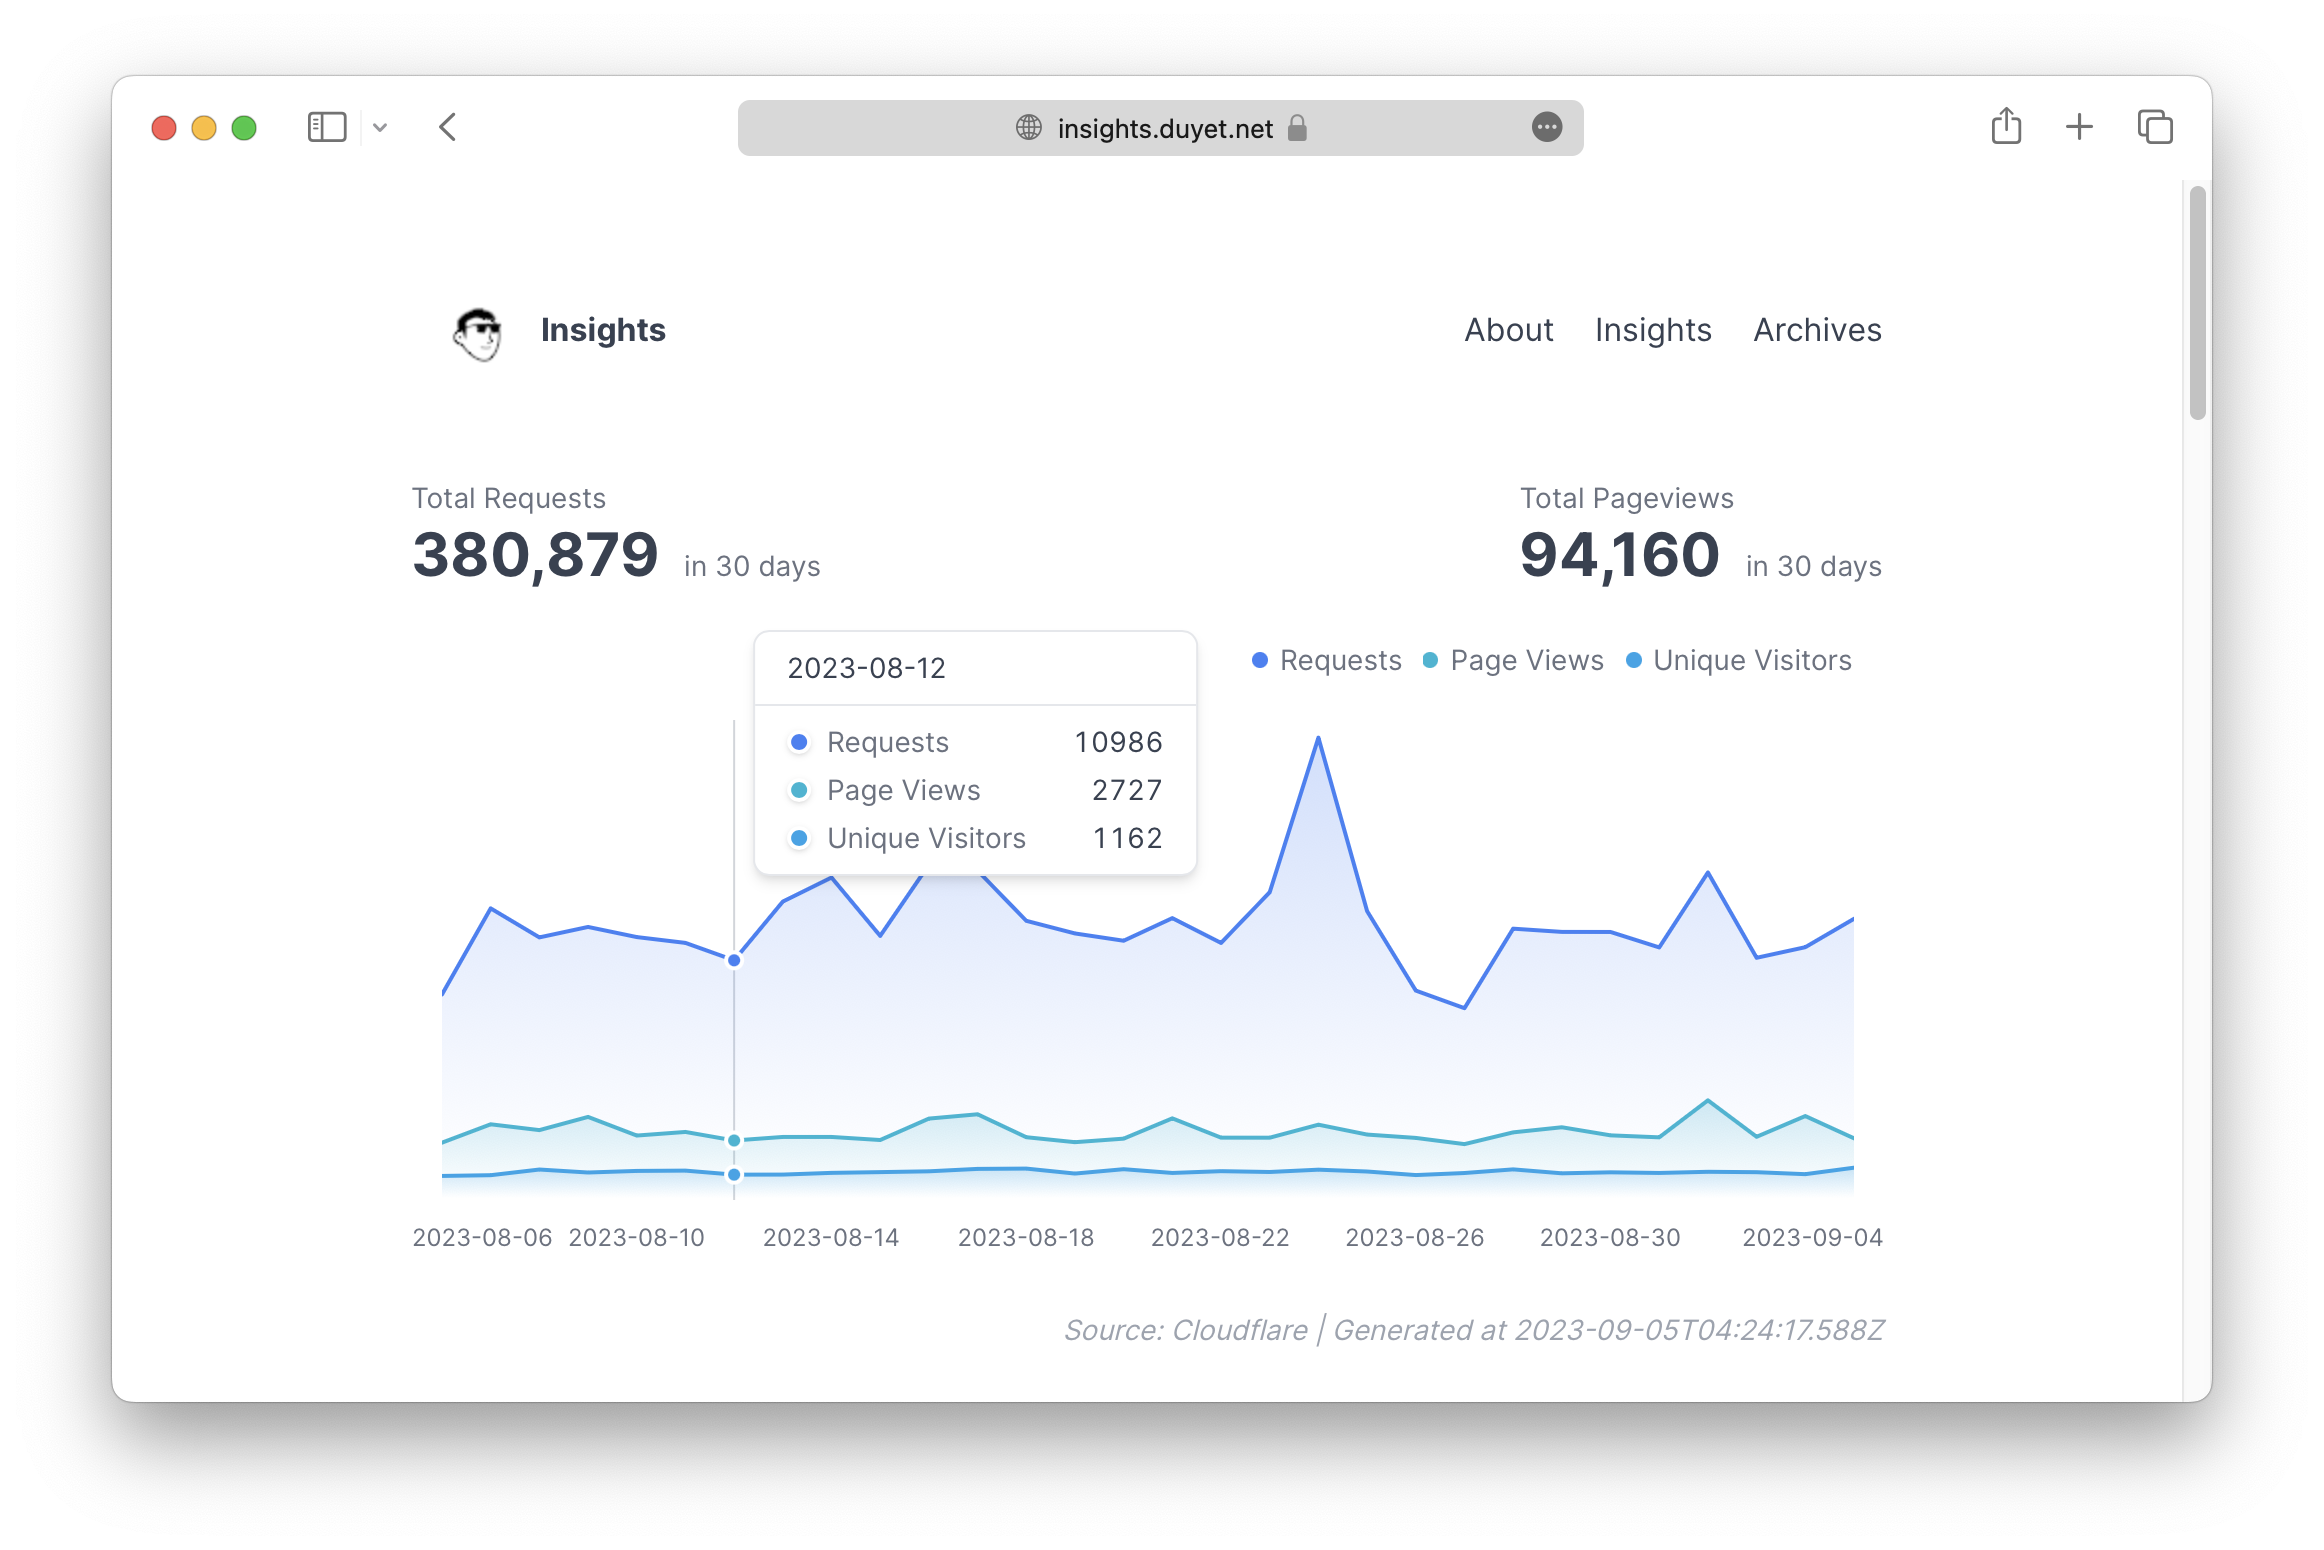 insights.duyet.net
Insights
About Insights Archives
Total Requests
380,879 in 30 days
Total Pageviews
94,160 in 30 days
Requests Page Views Unique Visitors
2023-08-12
Requests 10986
Page Views 2727
Unique Visitors 1162
2023-08-06 2023-08-10 2023-08-14 2023-08-18 2023-08-22 2023-08-26 2023-08-30 2023-09-04
Source: Cloudflare | Generated at 2023-09-05T04:24:17.588Z